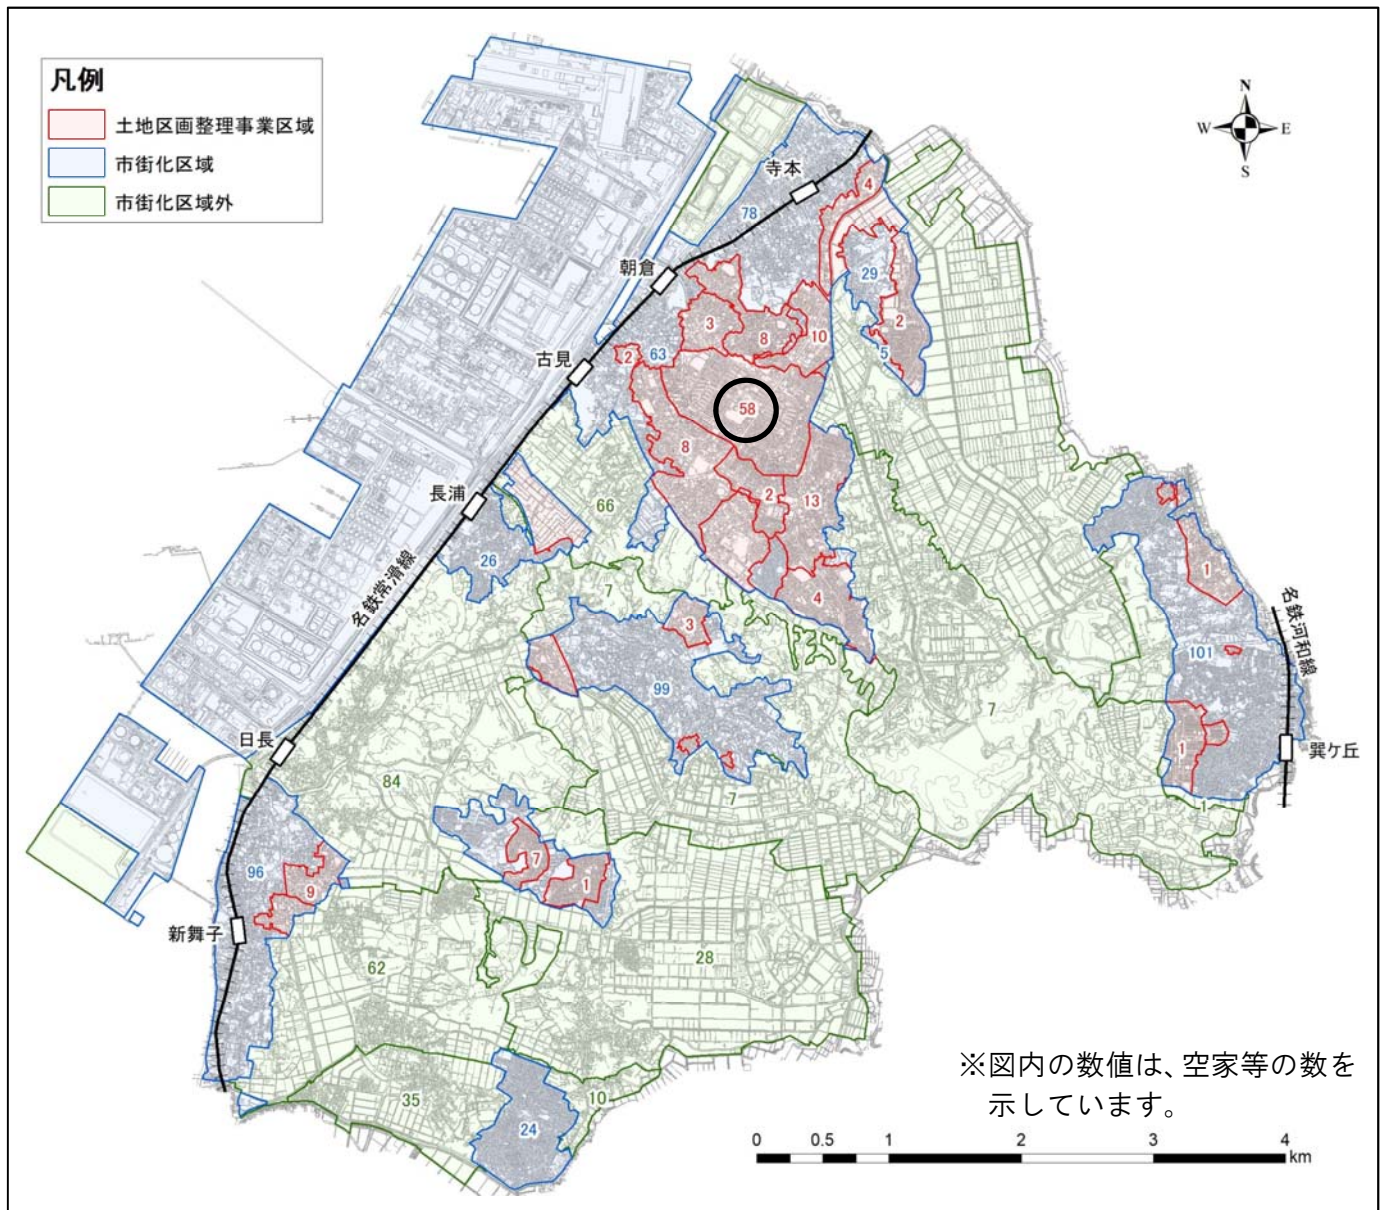 凡例
土地区画整理事業区域
市街化区域
市街化区域外
N
W E
S
寺本
4
78
朝倉
29
3
8
10
2
5
古見
2
63
58
8
長浦
66
2
13
26
名鉄常滑線
7
3
4
1
名鉄河和線
101
99
7
日長
1
巽ケ丘
84
7
1
96
9
7
1
新舞子
62
28
※図内の数値は、空家等の数を
示しています。
35
10
24
0 0.5 1 2 3 4
km